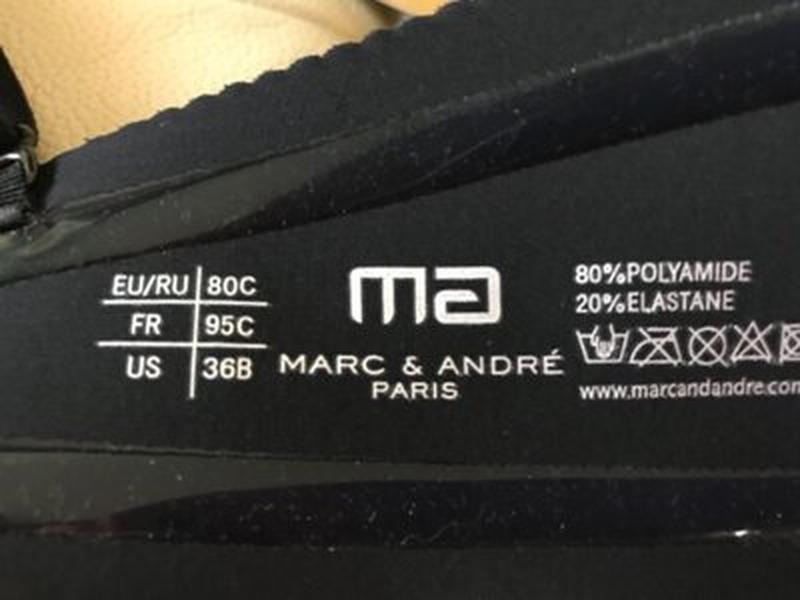 EU/RU 80C
FR 95C
US 36B
ma
MARC & ANDRÉ
PARIS
80%POLYAMIDE
20%ELASTANE
www.marcandandre.com